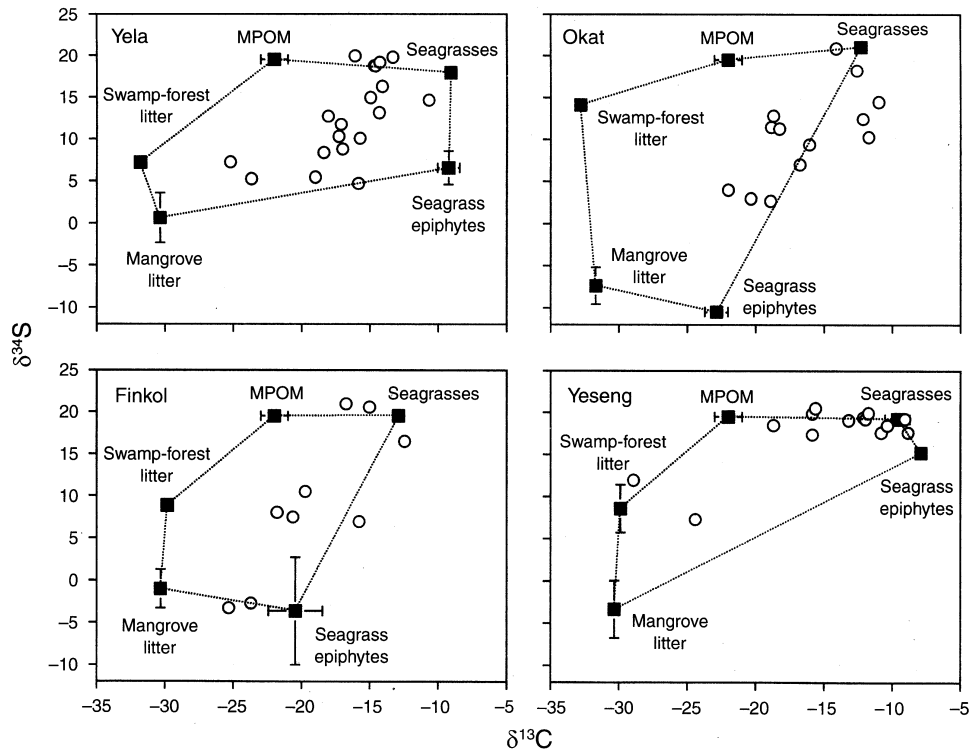 Yela
MPOM
Seagrasses
Swamp-forest
litter
Seagrass
epiphytes
Mangrove
litter
25
20
15
10
5
0
−5
−10
Okat
MPOM
Seagrasses
Swamp-forest
litter
Mangrove
litter
Seagrass
epiphytes
δ34S
Finkol
MPOM
Seagrasses
Swamp-forest
litter
Mangrove
litter
Seagrass
epiphytes
25
20
15
10
5
0
−5
−10
−35
−30
−25
−20
−15
−10
−5
Yeseng
MPOM
Seagrasses
Swamp-forest
litter
Seagrass
epiphytes
Mangrove
litter
−35
−30
−25
−20
−15
−10
−5
δ13C